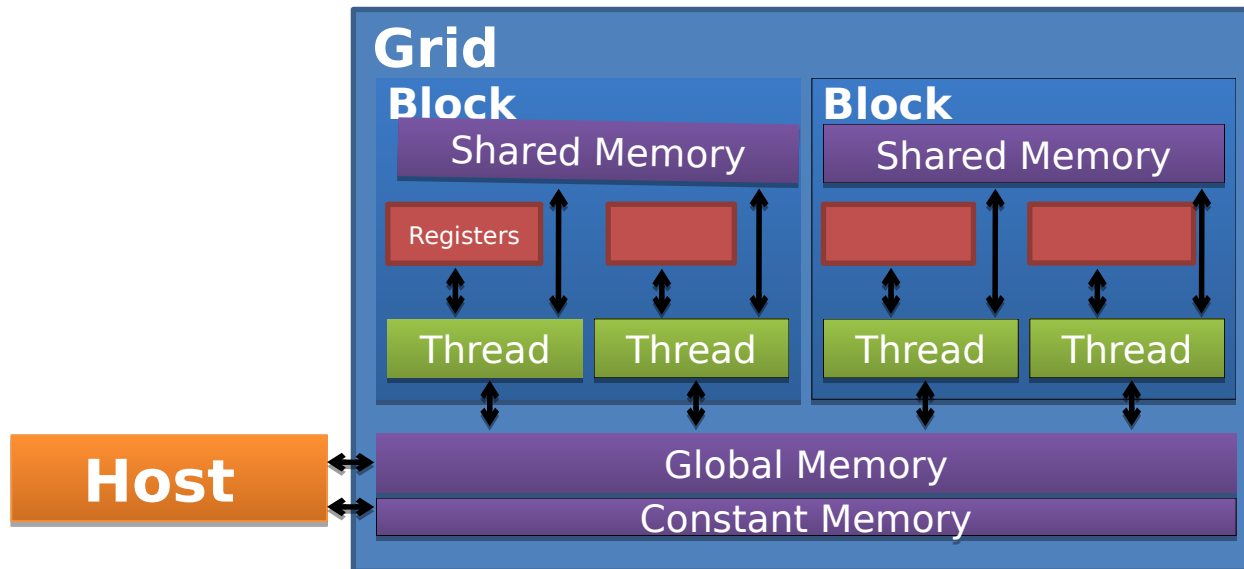 Grid
Block
Block
Shared Memory
Shared Memory
Registers
Thread
Thread
Thread
Thread
Host
Global Memory
Constant Memory